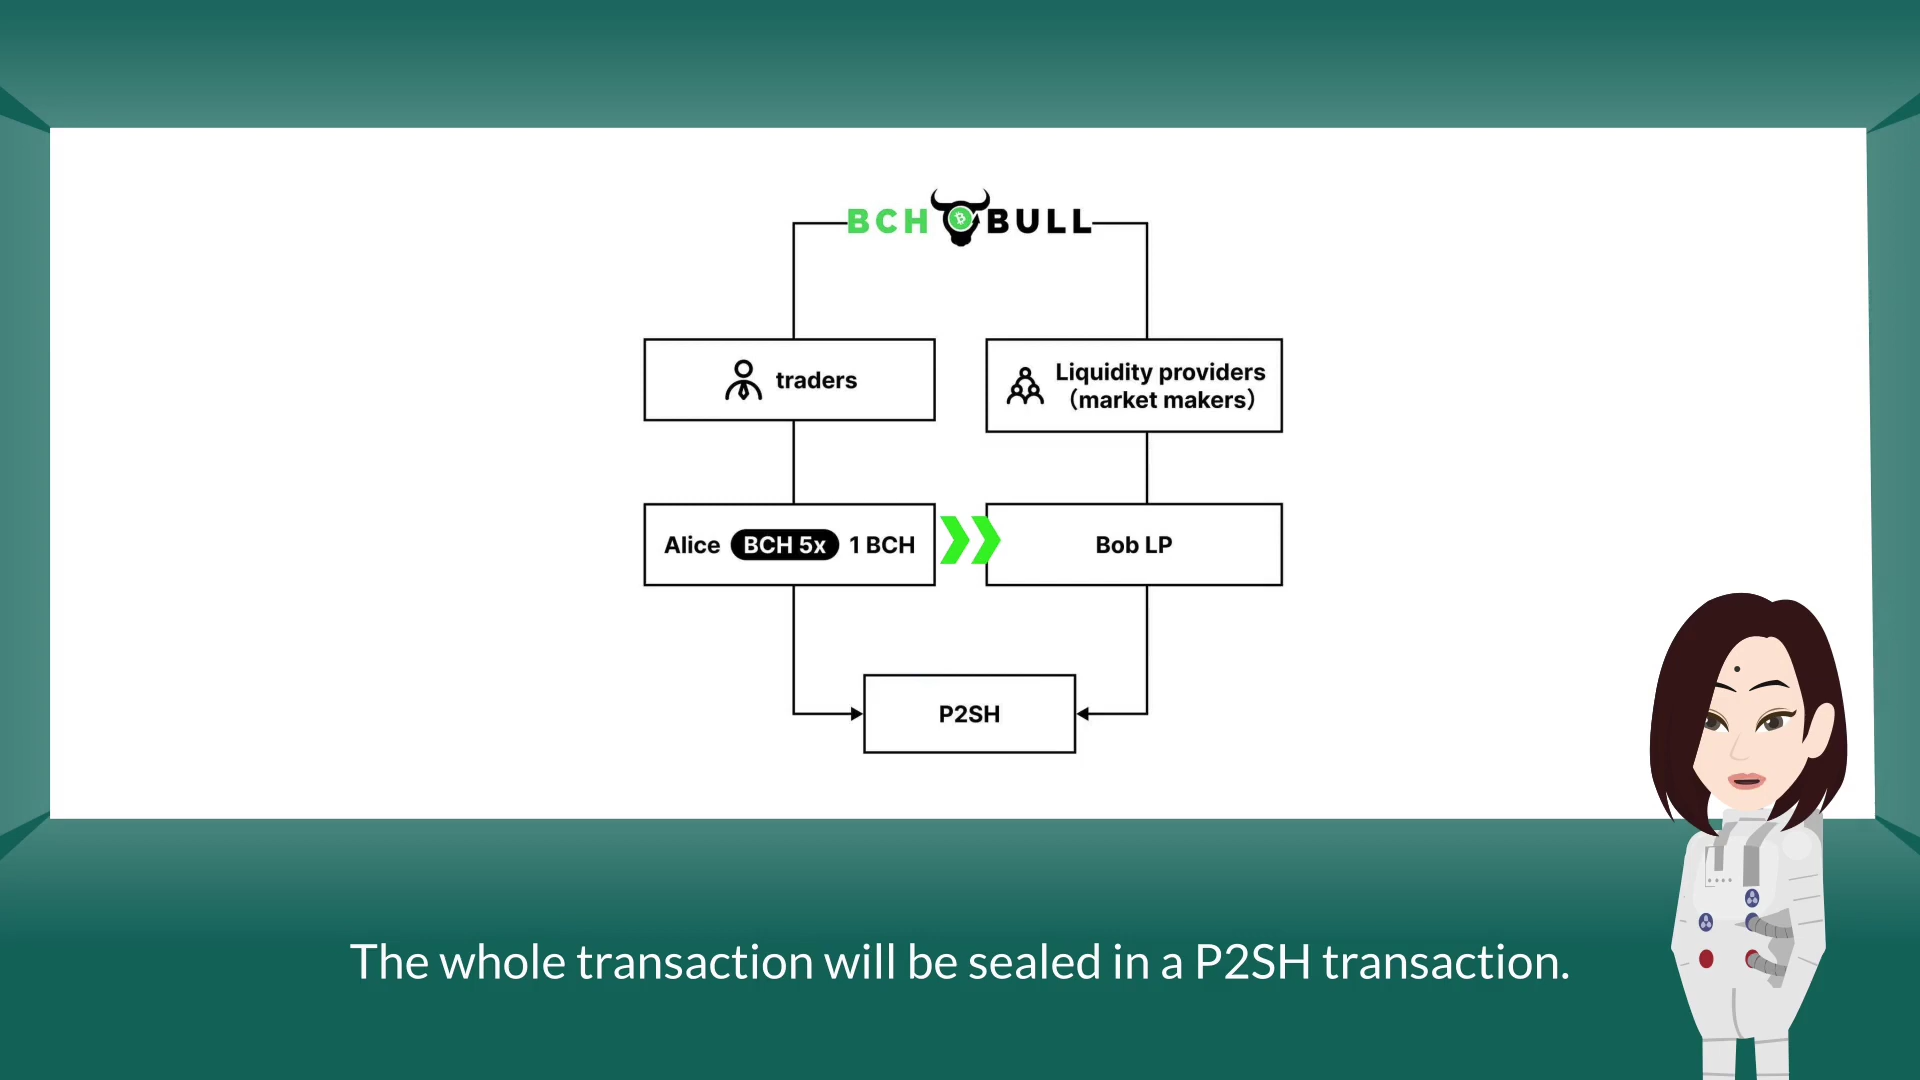 BCH BULL
traders
Liquidity providers
(market makers)
Alice BCH 5x 1 BCH
Bob LP
P2SH
The whole transaction will be sealed in a P2SH transaction.